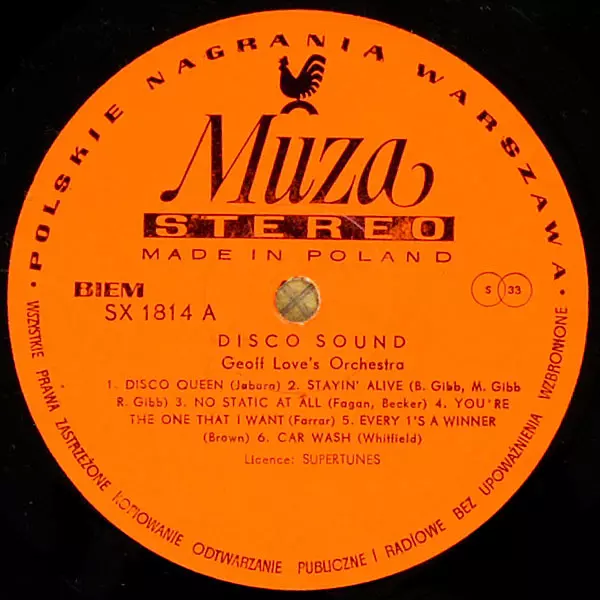 POLSKIE NAGRANIA WARSZAWA
Muza
STEREO
MADE IN POLAND
BIEM
SX 1814 A
S 33
DISCO SOUND
Geoff Love's Orchestra
1. DISCO QUEEN (Jabara) 2. STAYIN' ALIVE (B. Gibb, M. Gibb
R. Gibb) 3. NO STATIC AT ALL (Fagan, Becker) 4. YOU'RE
THE ONE THAT I WANT (Farrar) 5. EVERY 1'S A WINNER
(Brown) 6. CAR WASH (Whitfield)
Licence: SUPERTUNES
WSZYSTKIE PRAWA ZASTRZEŻONE KOPIOWANIE ODTWARZANIE PUBLICZNE I RADIOWE BEZ UPOWAŻNIENIA WZBRONIONE